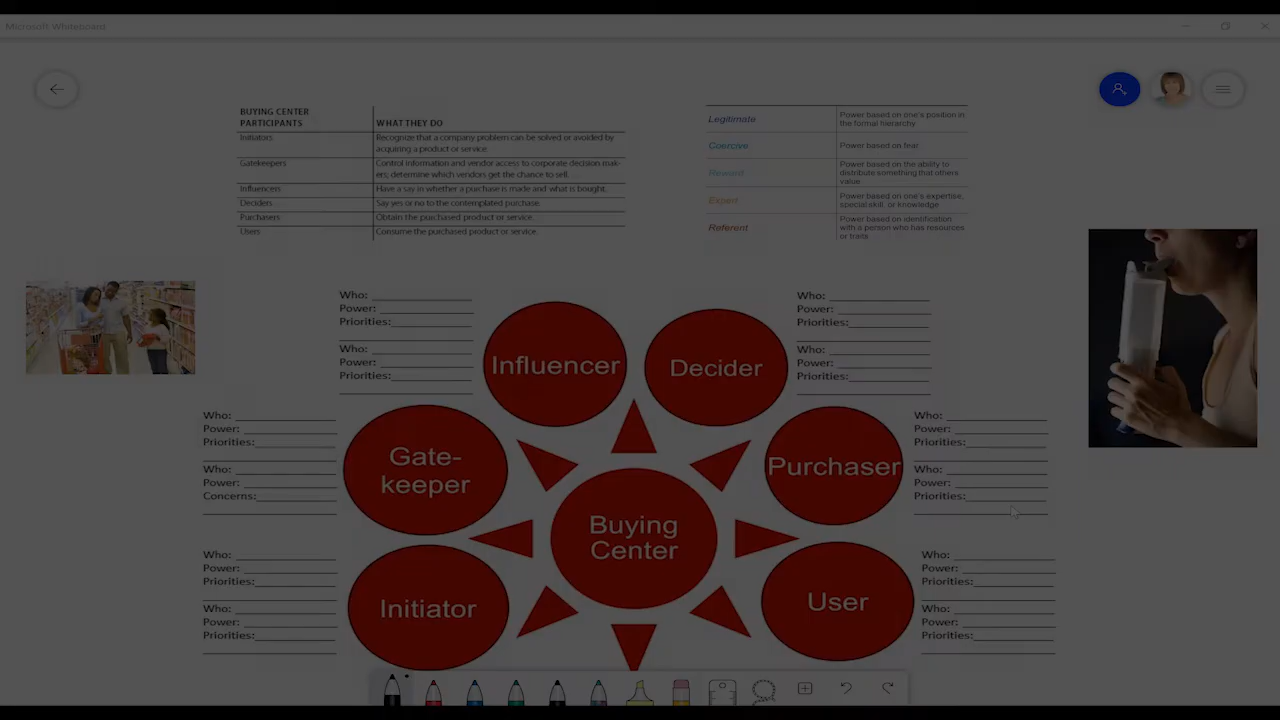 Microsoft Whiteboard
BUYING CENTER
PARTICIPANTS
WHAT THEY DO
Initiators
Recognize that a company problem can be solved or avoided by
acquiring a product or service.
Gatekeepers
Control information and vendor access to corporate decision mak-
ers; determine which vendors get the chance to sell.
Influencers
Have a say in whether a purchase is made and what is bought.
Deciders
Say yes or no to the contemplated purchase.
Purchasers
Obtain the purchased product or service.
Users
Consume the purchased product or service.
Legitimate
Power based on one's position in
the formal hierarchy
Coercive
Power based on fear
Reward
Power based on the ability to
distribute something that others
value
Expert
Power based on one's expertise,
special skill, or knowledge
Referent
Power based on identification
with a person who has resources
or traits
Who:
Power:
Priorities:
Who:
Power:
Priorities:
Influencer
Decider
Who:
Power:
Priorities:
Who:
Power:
Priorities:
Who:
Power:
Priorities:
Who:
Power:
Concerns:
Gate-
keeper
Purchaser
Who:
Power:
Priorities:
Who:
Power:
Priorities:
Buying
Center
Who:
Power:
Priorities:
Who:
Power:
Priorities:
Initiator
User
Who:
Power:
Priorities:
Who:
Power:
Priorities: